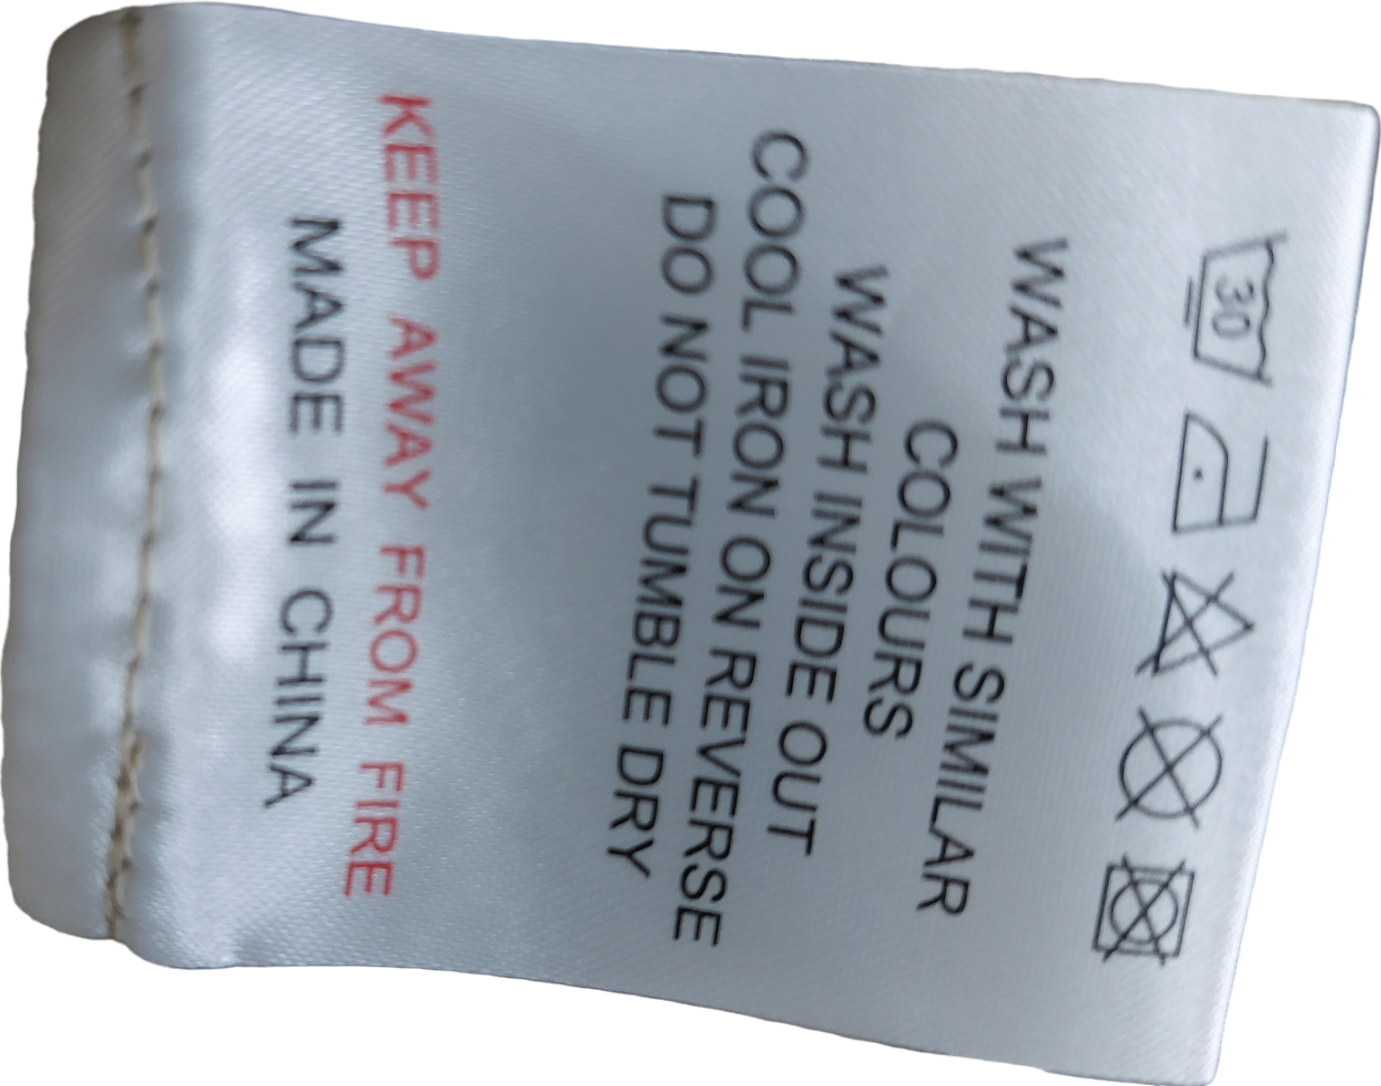 30
WASH WITH SIMILAR
COLOURS
WASH INSIDE OUT
COOL IRON ON REVERSE
DO NOT TUMBLE DRY
KEEP AWAY FROM FIRE
MADE IN CHINA